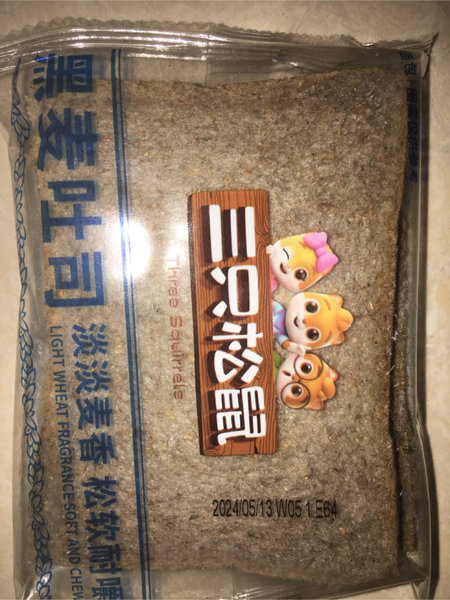 黑麦吐司
淡淡麦香 松软耐嚼
LIGHT WHEAT FRAGRANCE SOFT AND CHEW
三只松鼠
Three Squirrels
2024/05/13 W05 1 E64